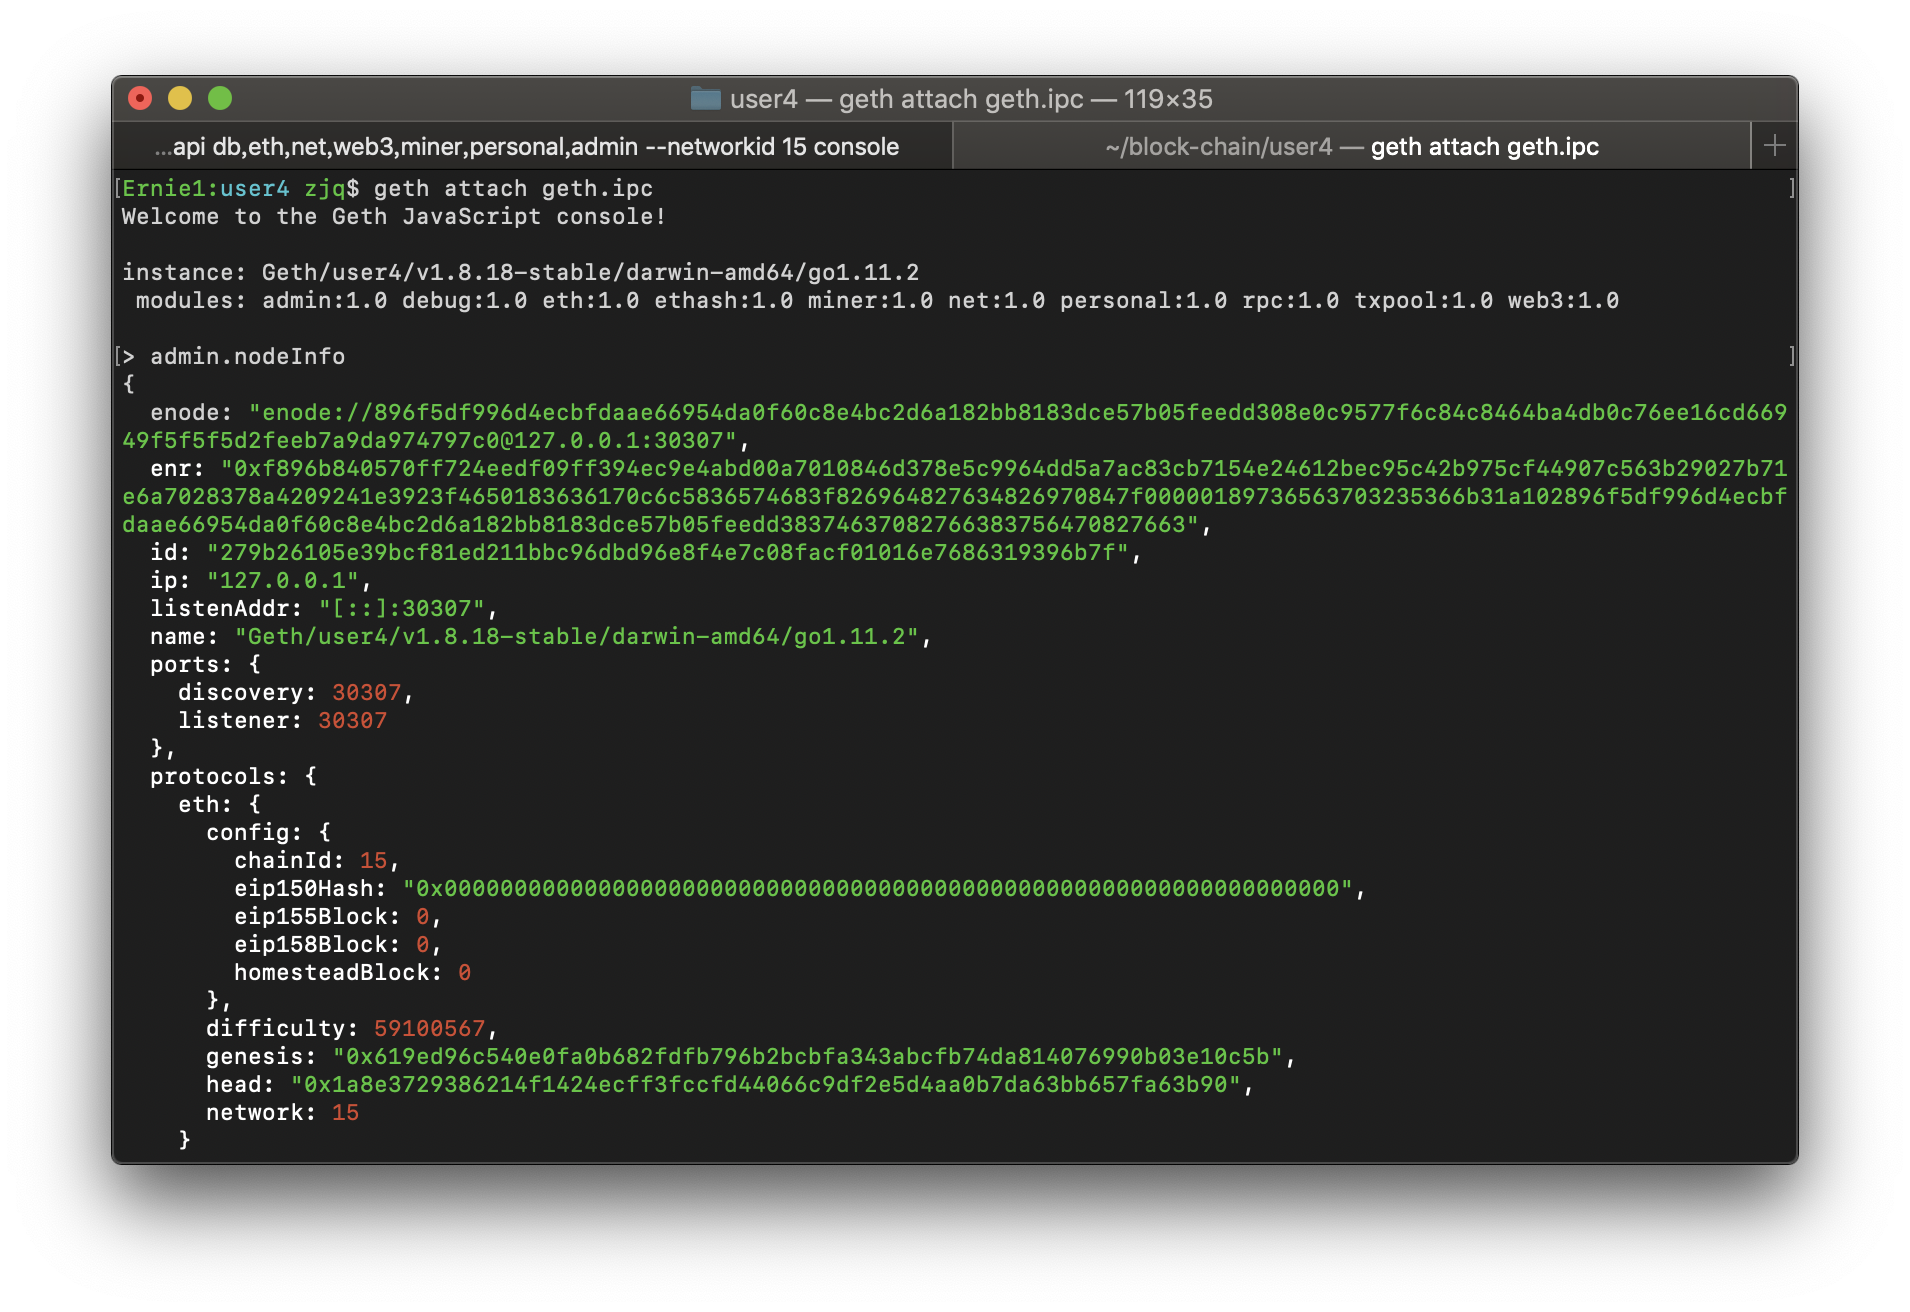 user4 — geth attach geth.ipc — 119×35
...api db,eth,net,web3,miner,personal,admin --networkid 15 console
~/block-chain/user4 — geth attach geth.ipc
[Ernie1:user4 zjq$ geth attach geth.ipc ]
Welcome to the Geth JavaScript console!
instance: Geth/user4/v1.8.18-stable/darwin-amd64/go1.11.2
modules: admin:1.0 debug:1.0 eth:1.0 ethash:1.0 miner:1.0 net:1.0 personal:1.0 rpc:1.0 txpool:1.0 web3:1.0
[> admin.nodeInfo ]
{
enode: "enode://896f5df996d4ecbfdaae66954da0f60c8e4bc2d6a182bb8183dce57b05feedd308e0c9577f6c84c8464ba4db0c76ee16cd669
49f5f5f5d2feeb7a9da974797c0@127.0.0.1:30307",
enr: "0xf896b840570ff724eedf09ff394ec9e4abd00a7010846d378e5c9964dd5a7ac83cb7154e24612bec95c42b975cf44907c563b29027b71
e6a7028378a4209241e3923f4650183636170c6c5836574683f826964827634826970847f00000189736563703235366b31a102896f5df996d4ecbf
daae66954da0f60c8e4bc2d6a182bb8183dce57b05feedd38374637082766383756470827663",
id: "279b26105e39bcf81ed211bbc96dbd96e8f4e7c08facf01016e7686319396b7f",
ip: "127.0.0.1",
listenAddr: "[::]:30307",
name: "Geth/user4/v1.8.18-stable/darwin-amd64/go1.11.2",
ports: {
discovery: 30307,
listener: 30307
},
protocols: {
eth: {
config: {
chainId: 15,
eip150Hash: "0x0000000000000000000000000000000000000000000000000000000000000000",
eip155Block: 0,
eip158Block: 0,
homesteadBlock: 0
},
difficulty: 59100567,
genesis: "0x619ed96c540e0fa0b682fdfb796b2bcbfa343abcfb74da814076990b03e10c5b",
head: "0x1a8e3729386214f1424ecff3fccfd44066c9df2e5d4aa0b7da63bb657fa63b90",
network: 15
}